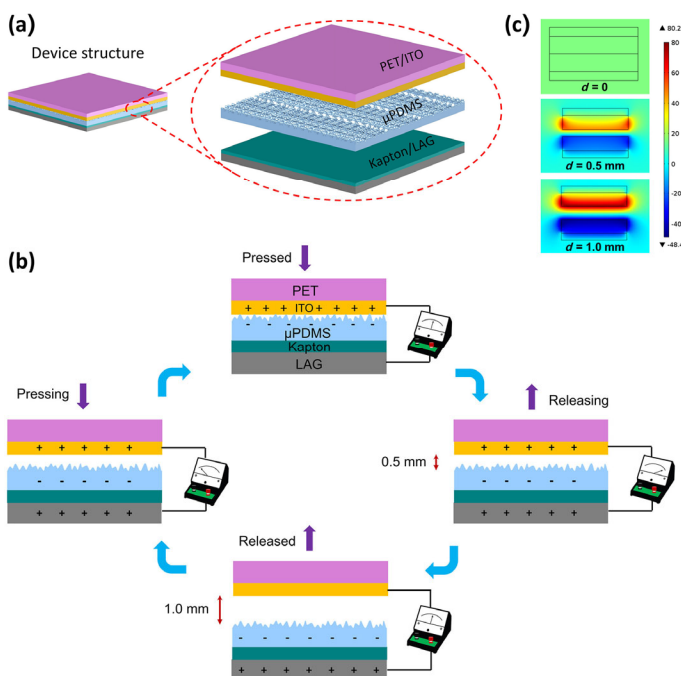 (a)
Device structure
PET/ITO
μPDMS
Kapton/LAG
(c)
d = 0
d = 0.5 mm
d = 1.0 mm
▲ 80.2
80
60
40
20
0
-20
-40
(b)
Pressed
PET
+ + + ITO + + + +
- - - - - -
μPDMS
Kapton
LAG
Pressing
+ + + + +
- - - - -
+ + + + +
Releasing
0.5 mm
+ + + + +
- - - - -
+ + + + +
Released
1.0 mm
- - - - - - -
+ + + + + + +